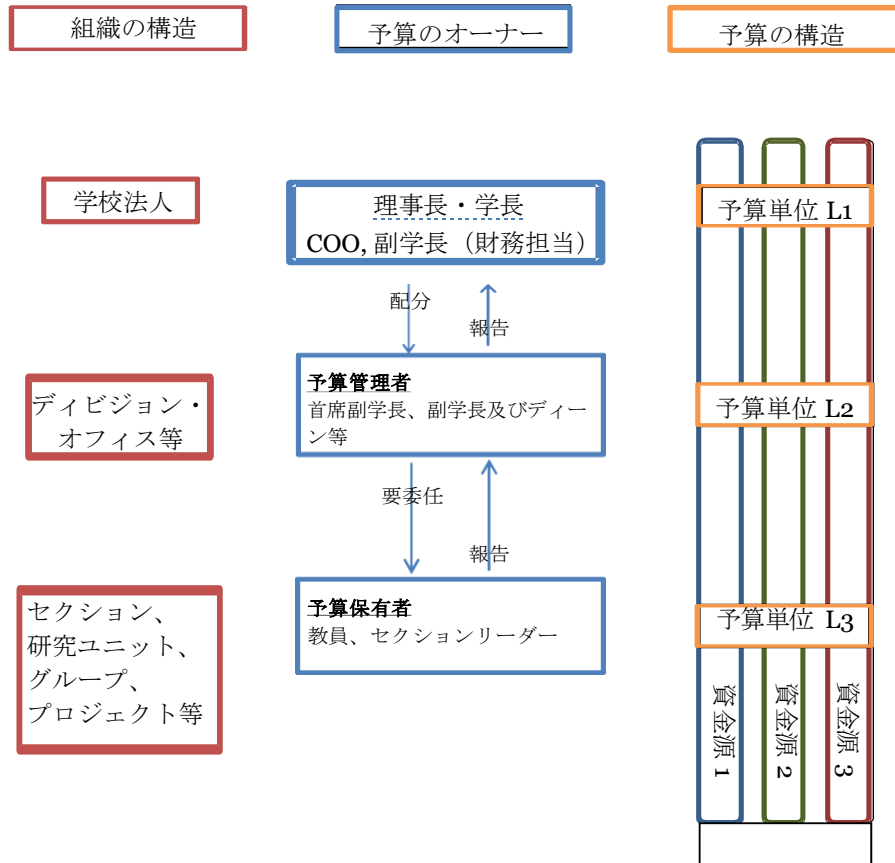 組織の構造
予算のオーナー
予算の構造
学校法人
理事長・学長
COO, 副学長（財務担当）
予算単位 L1
配分
報告
ディビジョン・
オフィス等
予算管理者
首席副学長、副学長及びディー
ン等
予算単位 L2
要委任
報告
セクション、
研究ユニット、
グループ、
プロジェクト等
予算保有者
教員、セクションリーダー
予算単位 L3
資金源 1
資金源 2
資金源 3